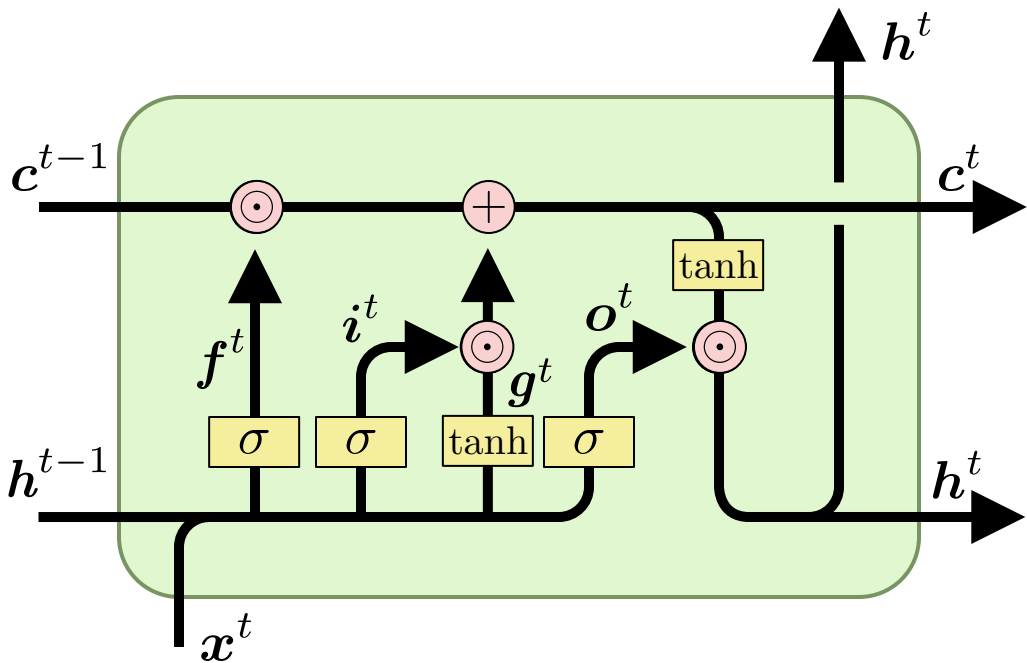 h^t
c^{t-1}
c^t
tanh
i^t
o^t
f^t
g^t
σ
σ
tanh
σ
h^{t-1}
h^t
x^t